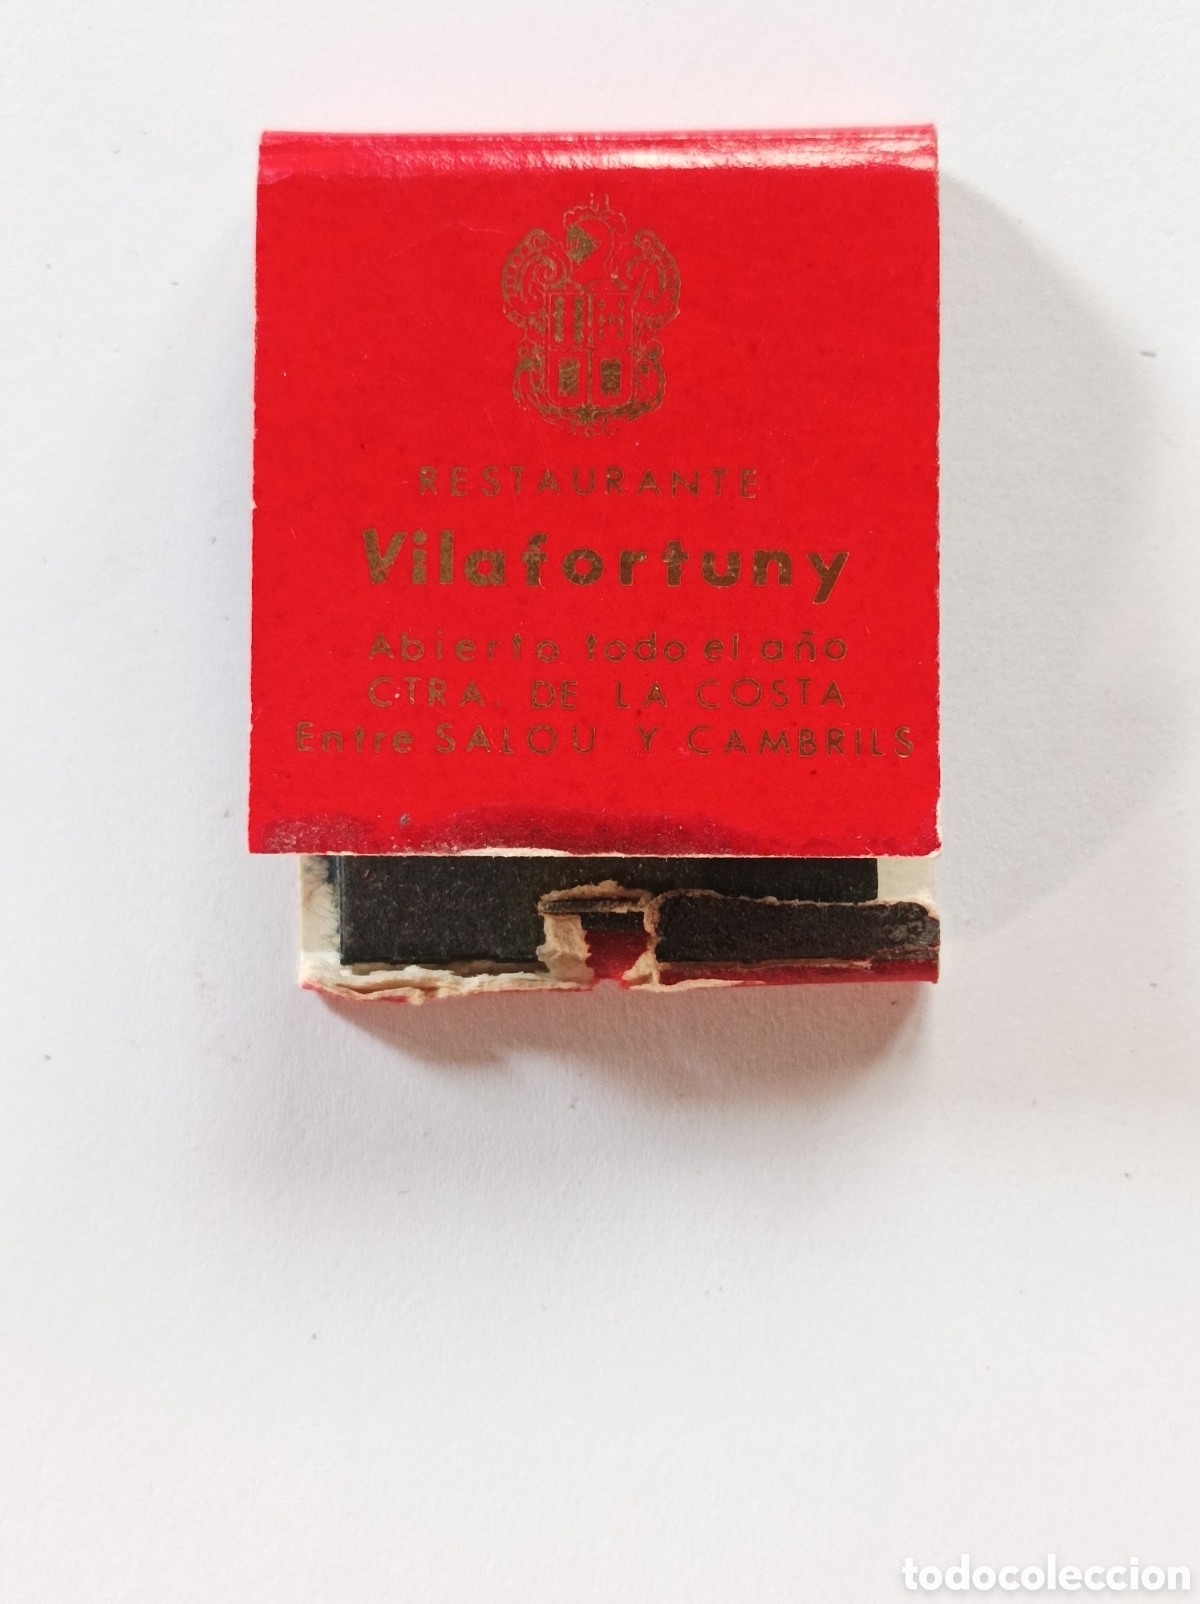 RESTAURANTE
Vilafortuny
Abierto todo el año
CTRA. DE LA COSTA
Entre SALOU Y CAMBRILS
todocoleccion